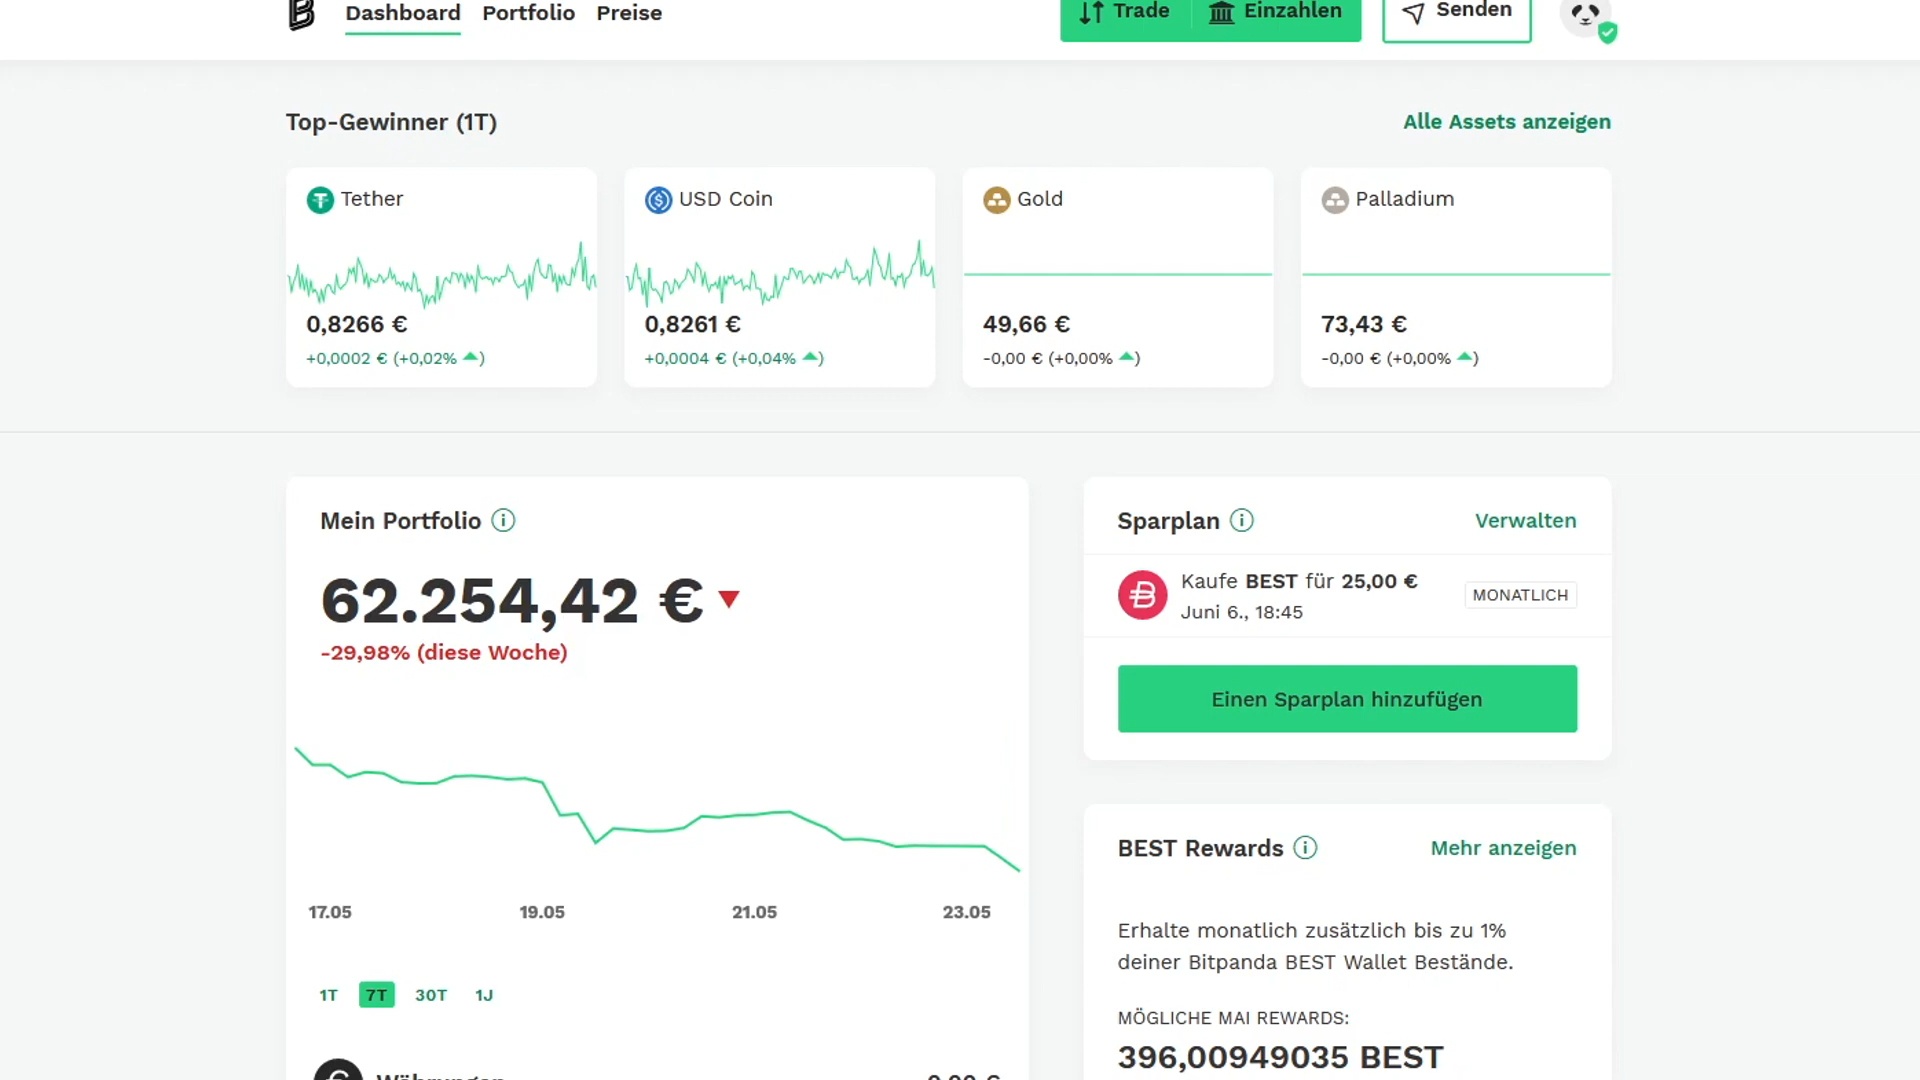 Dashboard Portfolio Preise
Trade Einzahlen Senden
Top-Gewinner (1T)
Alle Assets anzeigen
Tether
0,8266 €
+0,0002 € (+0,02% ▲)
USD Coin
0,8261 €
+0,0004 € (+0,04% ▲)
Gold
49,66 €
-0,00 € (+0,00% ▲)
Palladium
73,43 €
-0,00 € (+0,00% ▲)
Mein Portfolio
62.254,42 € ▼
-29,98% (diese Woche)
17.05 19.05 21.05 23.05
1T 7T 30T 1J
Währungen
0,00 €
Sparplan
Verwalten
Kaufe BEST für 25,00 €
Juni 6., 18:45
MONATLICH
Einen Sparplan hinzufügen
BEST Rewards
Mehr anzeigen
Erhalte monatlich zusätzlich bis zu 1%
deiner Bitpanda BEST Wallet Bestände.
MÖGLICHE MAI REWARDS:
396,00949035 BEST